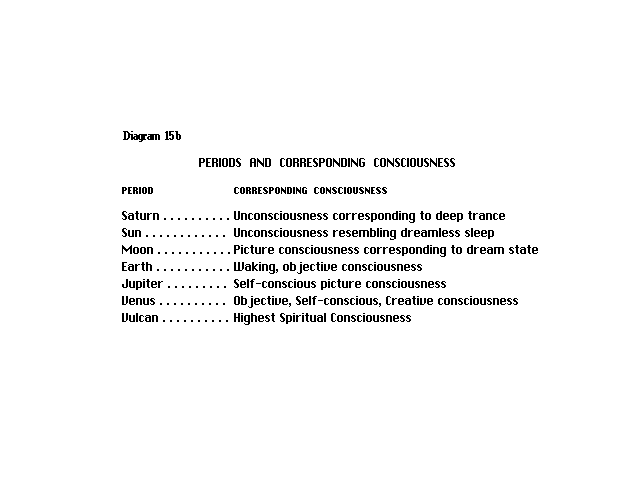 Diagram 15b
PERIODS AND CORRESPONDING CONSCIOUSNESS
PERIOD CORRESPONDING CONSCIOUSNESS
Saturn . . . . . . . . . . Unconsciousness corresponding to deep trance
Sun . . . . . . . . . . . . Unconsciousness resembling dreamless sleep
Moon . . . . . . . . . . . Picture consciousness corresponding to dream state
Earth . . . . . . . . . . . Waking, objective consciousness
Jupiter . . . . . . . . . Self-conscious picture consciousness
Venus . . . . . . . . . . Objective, Self-conscious, Creative consciousness
Vulcan . . . . . . . . . . Highest Spiritual Consciousness